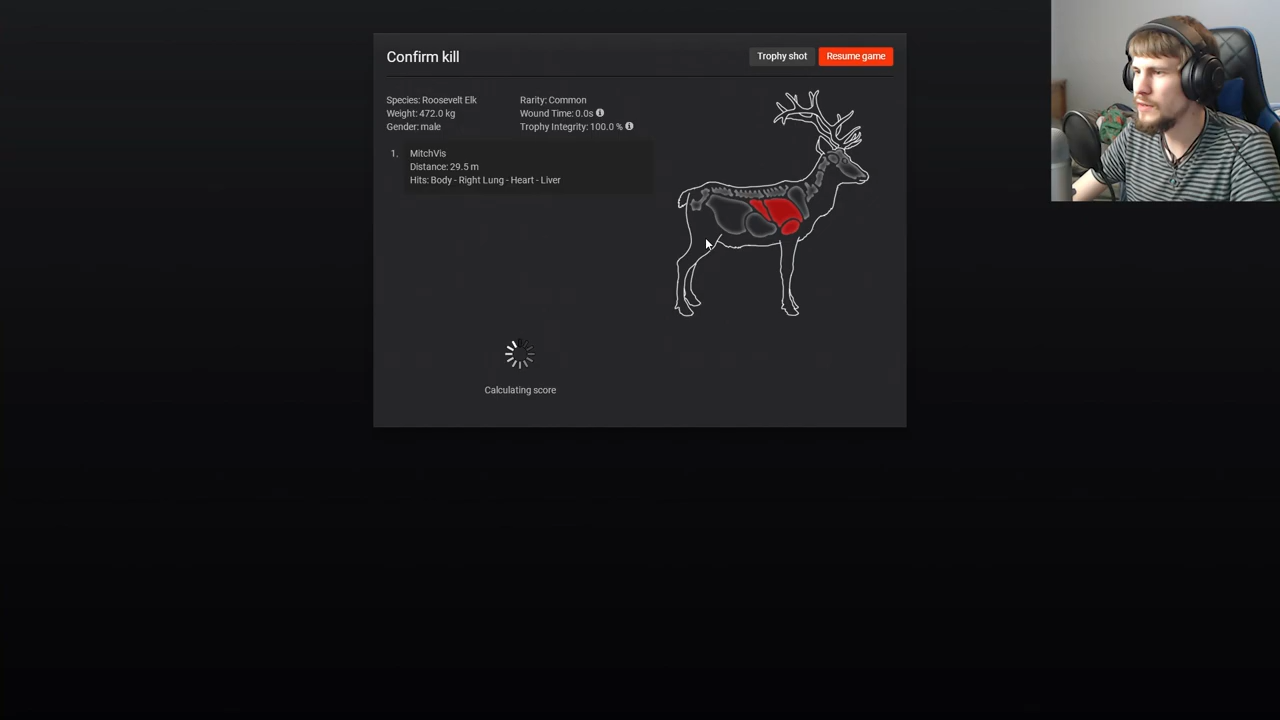 Confirm kill
Trophy shot
Resume game
Species: Roosevelt Elk
Rarity: Common
Weight: 472.0 kg
Wound Time: 0.0s
Gender: male
Trophy Integrity: 100.0 %
1. MitchVis
Distance: 29.5 m
Hits: Body - Right Lung - Heart - Liver
Calculating score